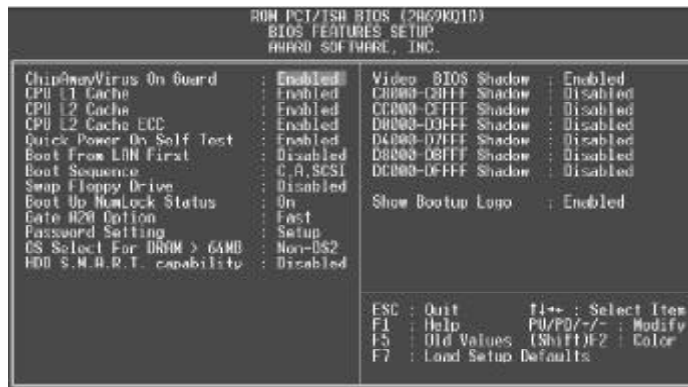 ROM PCI/ISA BIOS (2A69KQ1D)
BIOS FEATURES SETUP
AWARD SOFTWARE, INC.
ChipAwayVirus On Guard : Enabled
CPU L1 Cache : Enabled
CPU L2 Cache : Enabled
CPU L2 Cache ECC : Enabled
Quick Power On Self Test : Enabled
Boot From LAN First : Disabled
Boot Sequence : C,A,SCSI
Swap Floppy Drive : Disabled
Boot Up NumLock Status : On
Gate A20 Option : Fast
Password Setting : Setup
OS Select For DRAM > 64MB : Non-OS2
HDD S.M.A.R.T. capability : Disabled
Video BIOS Shadow : Enabled
C8000-CBFFF Shadow : Disabled
CC000-CFFFF Shadow : Disabled
D0000-D3FFF Shadow : Disabled
D4000-D7FFF Shadow : Disabled
D8000-DBFFF Shadow : Disabled
DC000-DFFFF Shadow : Disabled
Show Bootup Logo : Enabled
ESC : Quit ↑↓→← : Select Item
F1 : Help PU/PD/+/- : Modify
F5 : Old Values (Shift)F2 : Color
F7 : Load Setup Defaults